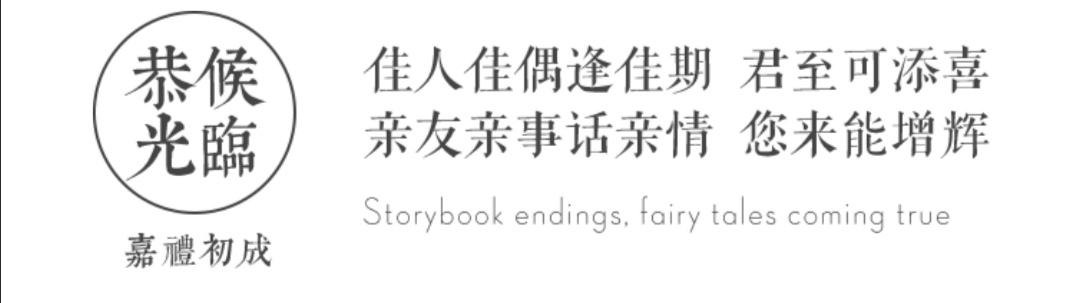 恭候
光臨
嘉禮初成
佳人佳偶逢佳期 君至可添喜
亲友亲事话亲情 您来能增辉
Storybook endings, fairy tales coming true